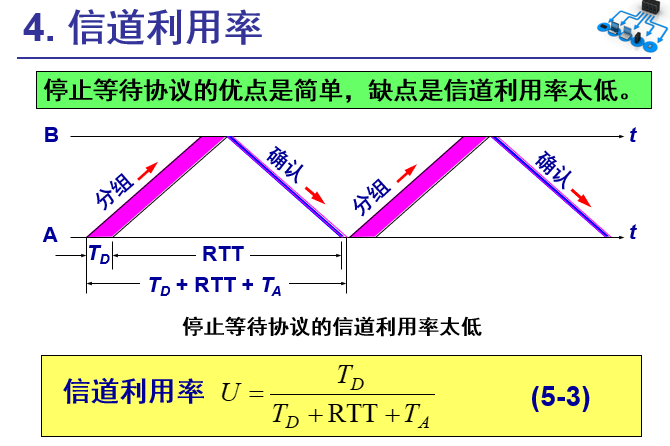 4. 信道利用率
停止等待协议的优点是简单，缺点是信道利用率太低。
B t
分组 确认 分组 确认
A t
T_D RTT
T_D + RTT + T_A
停止等待协议的信道利用率太低
信道利用率 U = T_D / (T_D + RTT + T_A) (5-3)